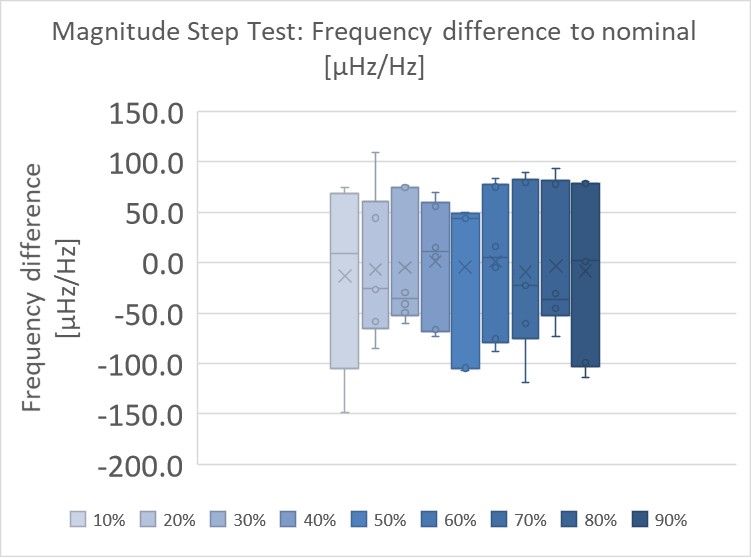 Magnitude Step Test: Frequency difference to nominal
[µHz/Hz]
Frequency difference
[µHz/Hz]
150.0
100.0
50.0
0.0
-50.0
-100.0
-150.0
-200.0
10% 20% 30% 40% 50% 60% 70% 80% 90%